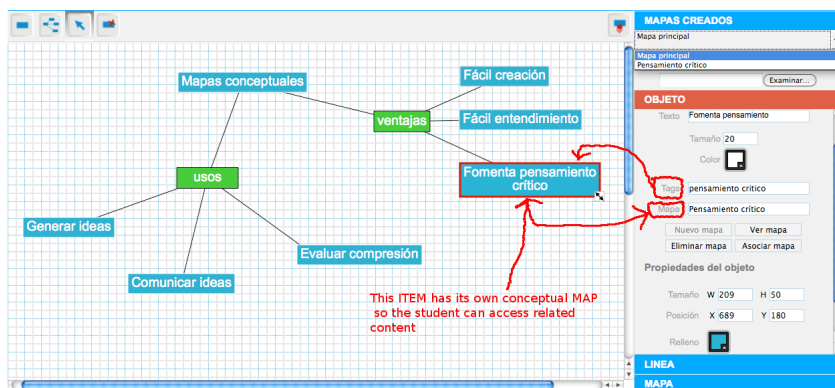 MAPAS CREADOS
Mapa principal
Mapa principal
Pensamiento crítico
Examinar...
OBJETO
Texto Fomenta pensamiento
Tamaño 20
Color
Tags pensamiento critico
Mapa Pensamiento crítico
Nuevo mapa Ver mapa
Eliminar mapa Asociar mapa
Propiedades del objeto
Tamaño W 209 H 50
Posición X 689 Y 180
Relleno
LINEA
MAPA
Mapas conceptuales
Fácil creación
ventajas
Fácil entendimiento
Fomenta pensamiento
crítico
usos
Generar ideas
Evaluar compresión
Comunicar ideas
This ITEM has its own conceptual MAP
so the student can access related
content